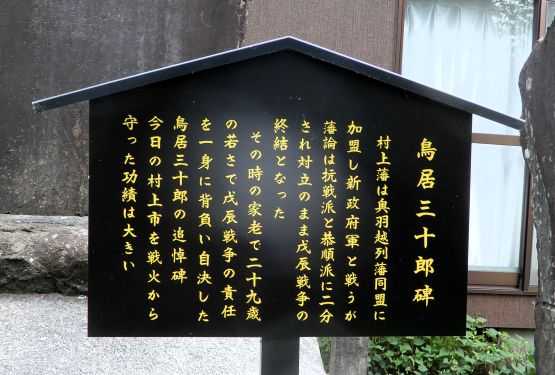 鳥居三十郎碑
村上藩は奥羽越列藩同盟に
加盟し新政府軍と戦うが
藩論は抗戦派と恭順派に二分
され対立のまま戊辰戦争の
終結となった
その時の家老で二十九歳
の若さで戊辰戦争の責任
を一身に背負い自決した
鳥居三十郎の追悼碑
今日の村上市を戦火から
守った功績は大きい